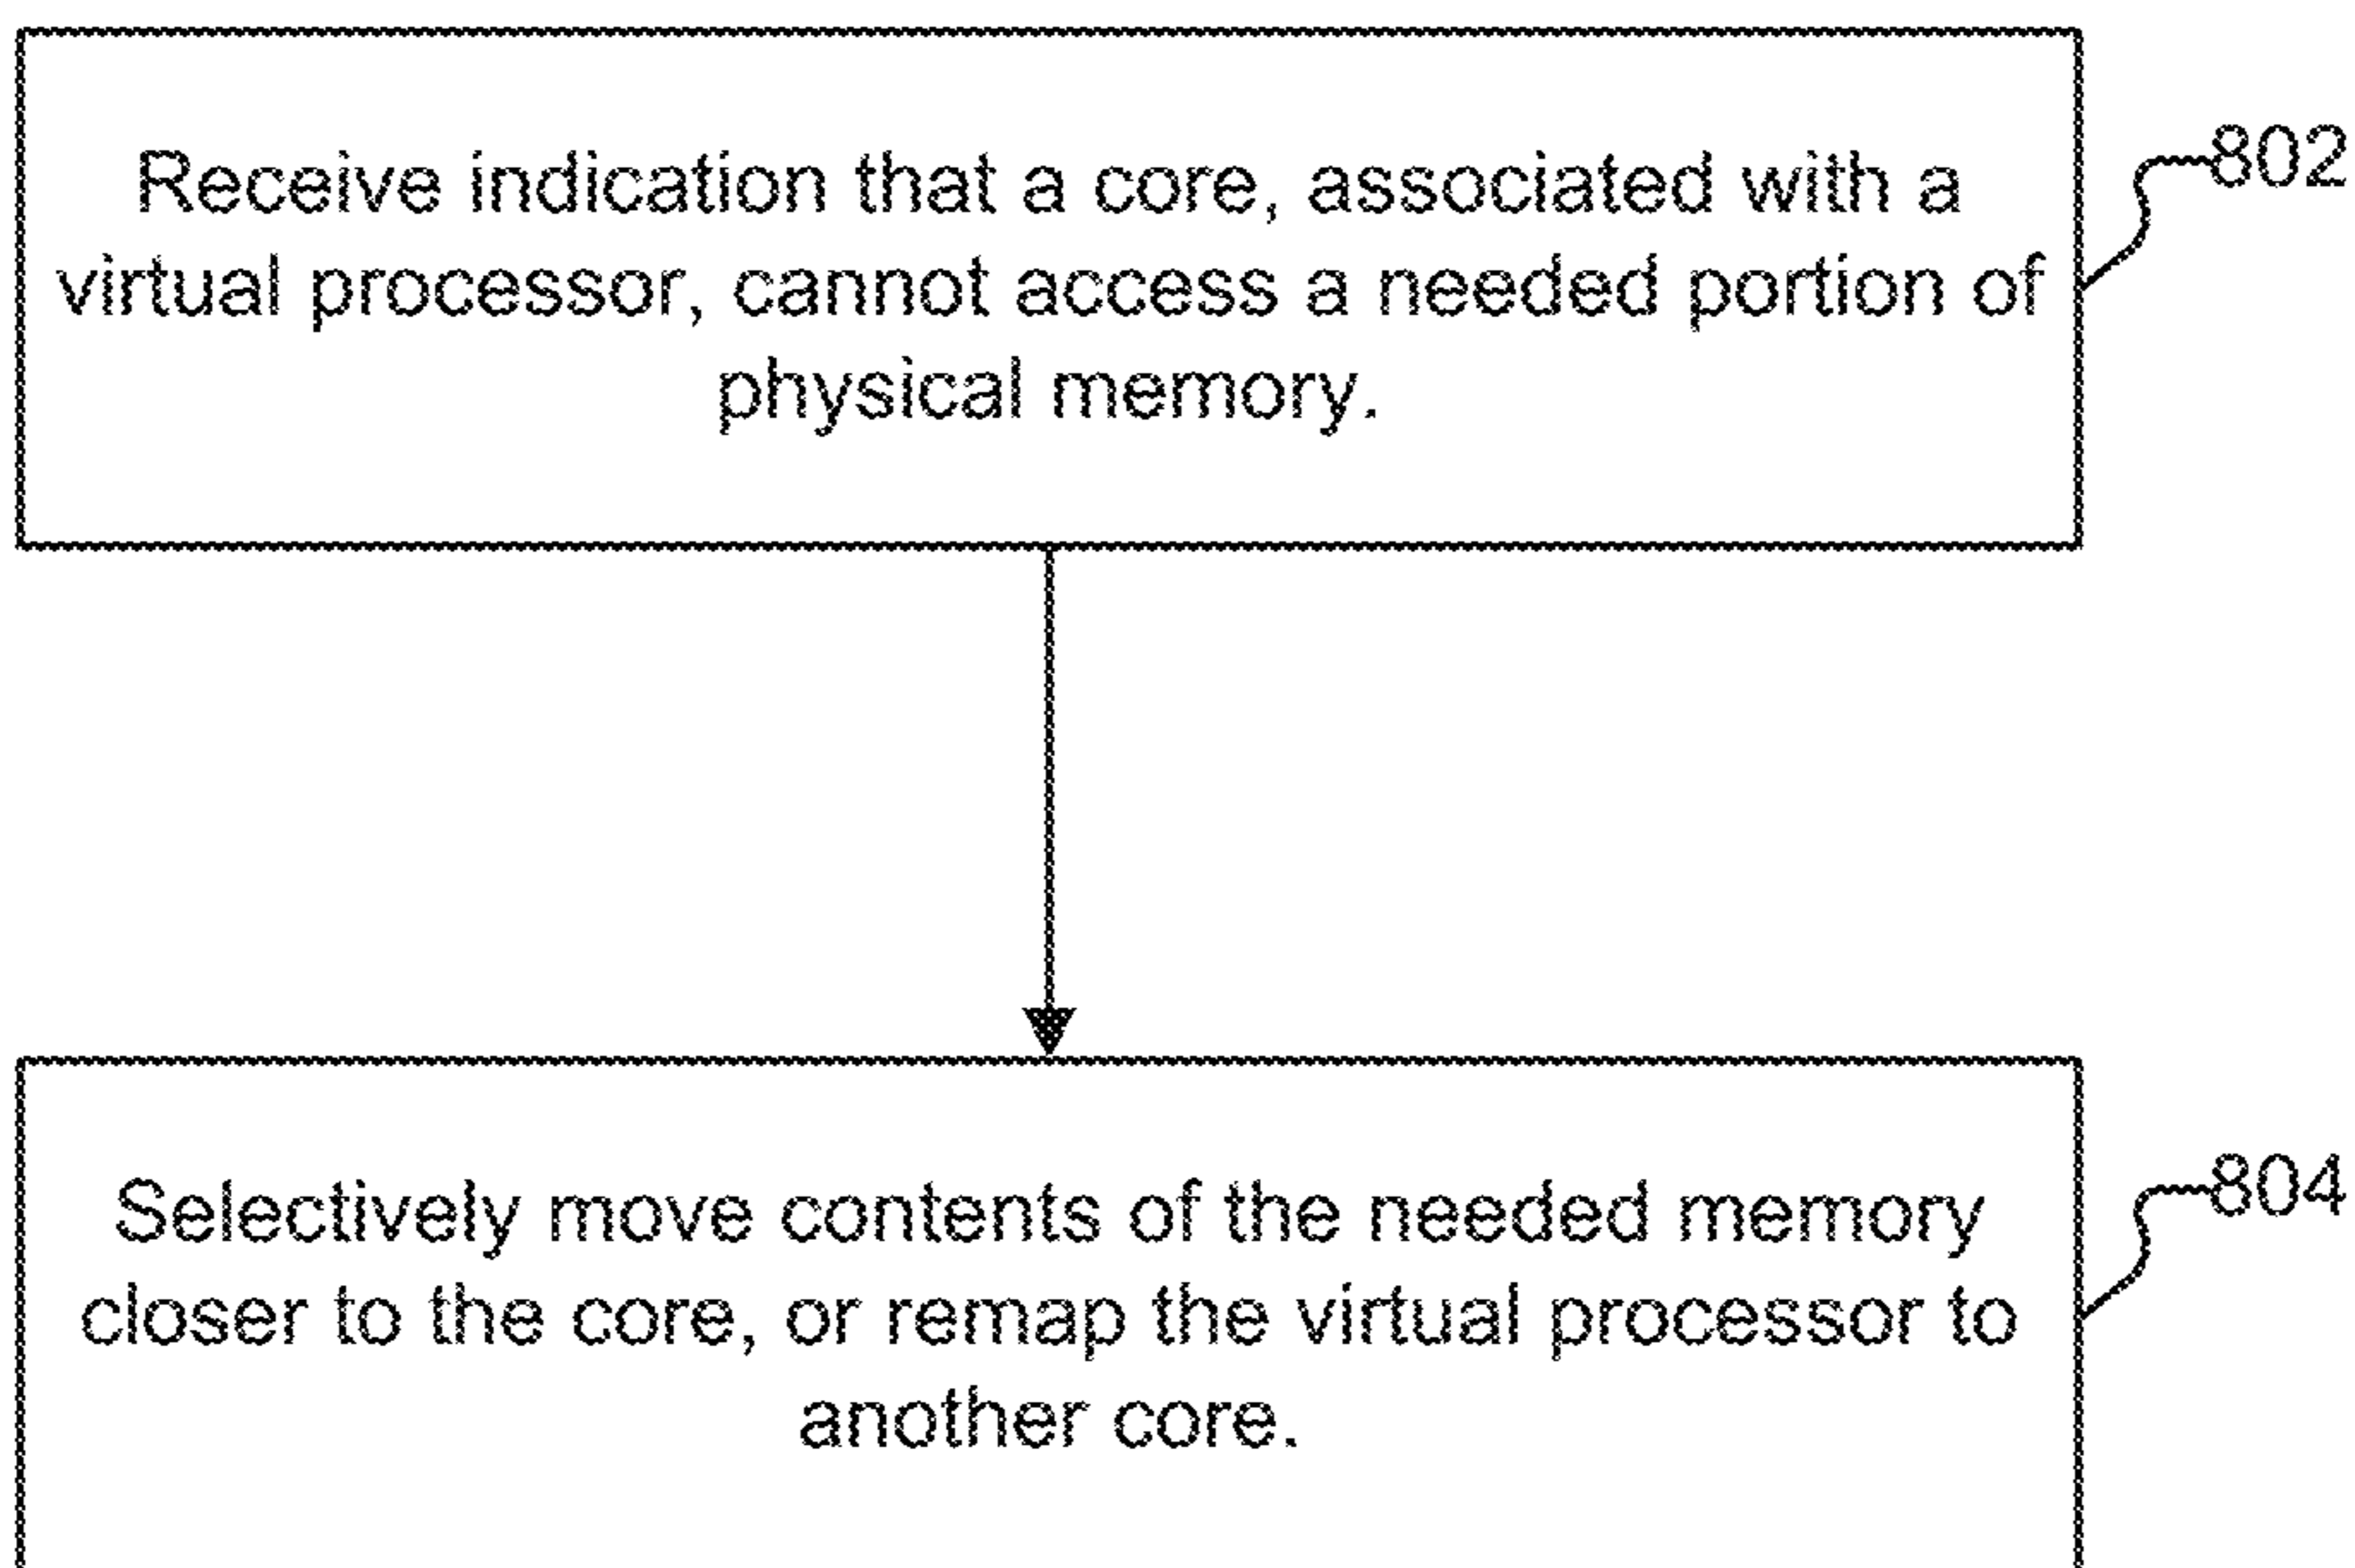 Receive indication that a core, associated with a
802
virtual processor, cannot access a needed portion of
physical memory.
Selectively move contents of the needed memory
804
closer to the core, or remap the virtual processor to
another core.